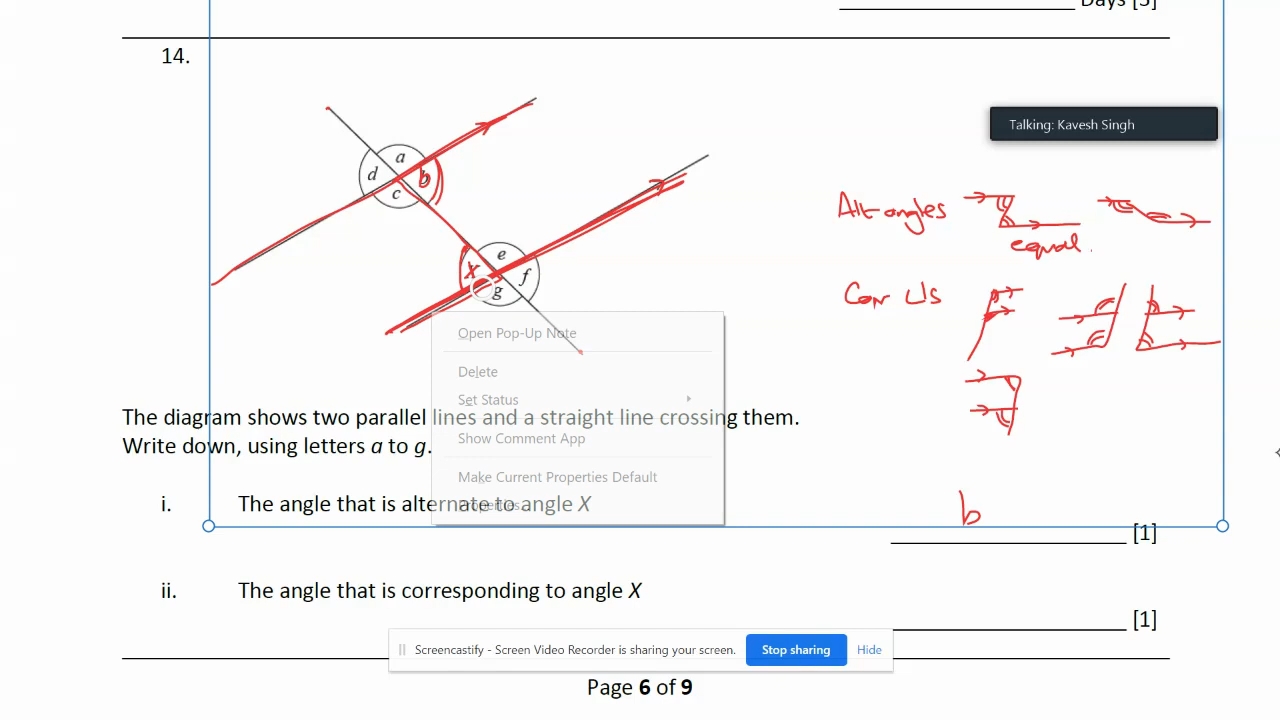 Days [3]
14.
Talking: Kavesh Singh
a
d
b
c
Alt angles
equal.
e
X
f
g
Corr ∠s
Open Pop-Up Note
Delete
Set Status
Show Comment App
Make Current Properties Default
Properties...
The diagram shows two parallel lines and a straight line crossing them.
Write down, using letters a to g.
i. The angle that is alternate to angle X
b
[1]
ii. The angle that is corresponding to angle X
[1]
Screencastify - Screen Video Recorder is sharing your screen. Stop sharing Hide
Page 6 of 9